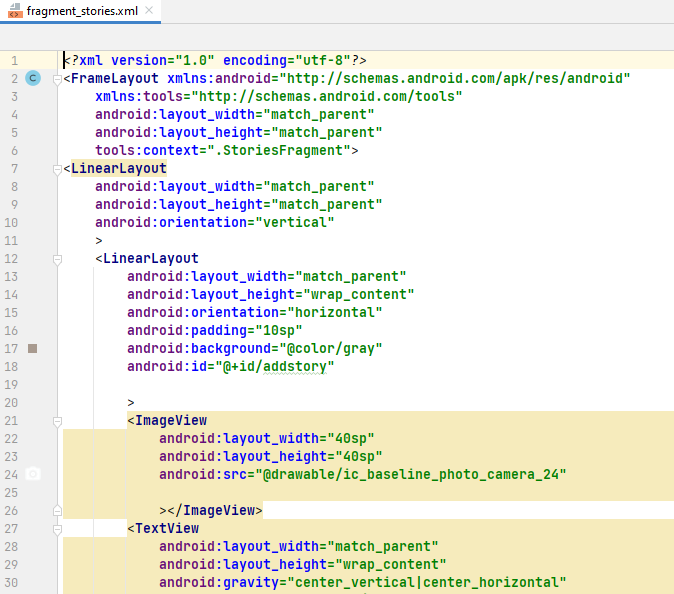 fragment_stories.xml
1 <?xml version="1.0" encoding="utf-8"?>
2 <FrameLayout xmlns:android="http://schemas.android.com/apk/res/android"
3 xmlns:tools="http://schemas.android.com/tools"
4 android:layout_width="match_parent"
5 android:layout_height="match_parent"
6 tools:context=".StoriesFragment">
7 <LinearLayout
8 android:layout_width="match_parent"
9 android:layout_height="match_parent"
10 android:orientation="vertical"
11 >
12 <LinearLayout
13 android:layout_width="match_parent"
14 android:layout_height="wrap_content"
15 android:orientation="horizontal"
16 android:padding="10sp"
17 android:background="@color/gray"
18 android:id="@+id/addstory"
19
20 >
21 <ImageView
22 android:layout_width="40sp"
23 android:layout_height="40sp"
24 android:src="@drawable/ic_baseline_photo_camera_24"
25
26 ></ImageView>
27 <TextView
28 android:layout_width="match_parent"
29 android:layout_height="wrap_content"
30 android:gravity="center_vertical|center_horizontal"